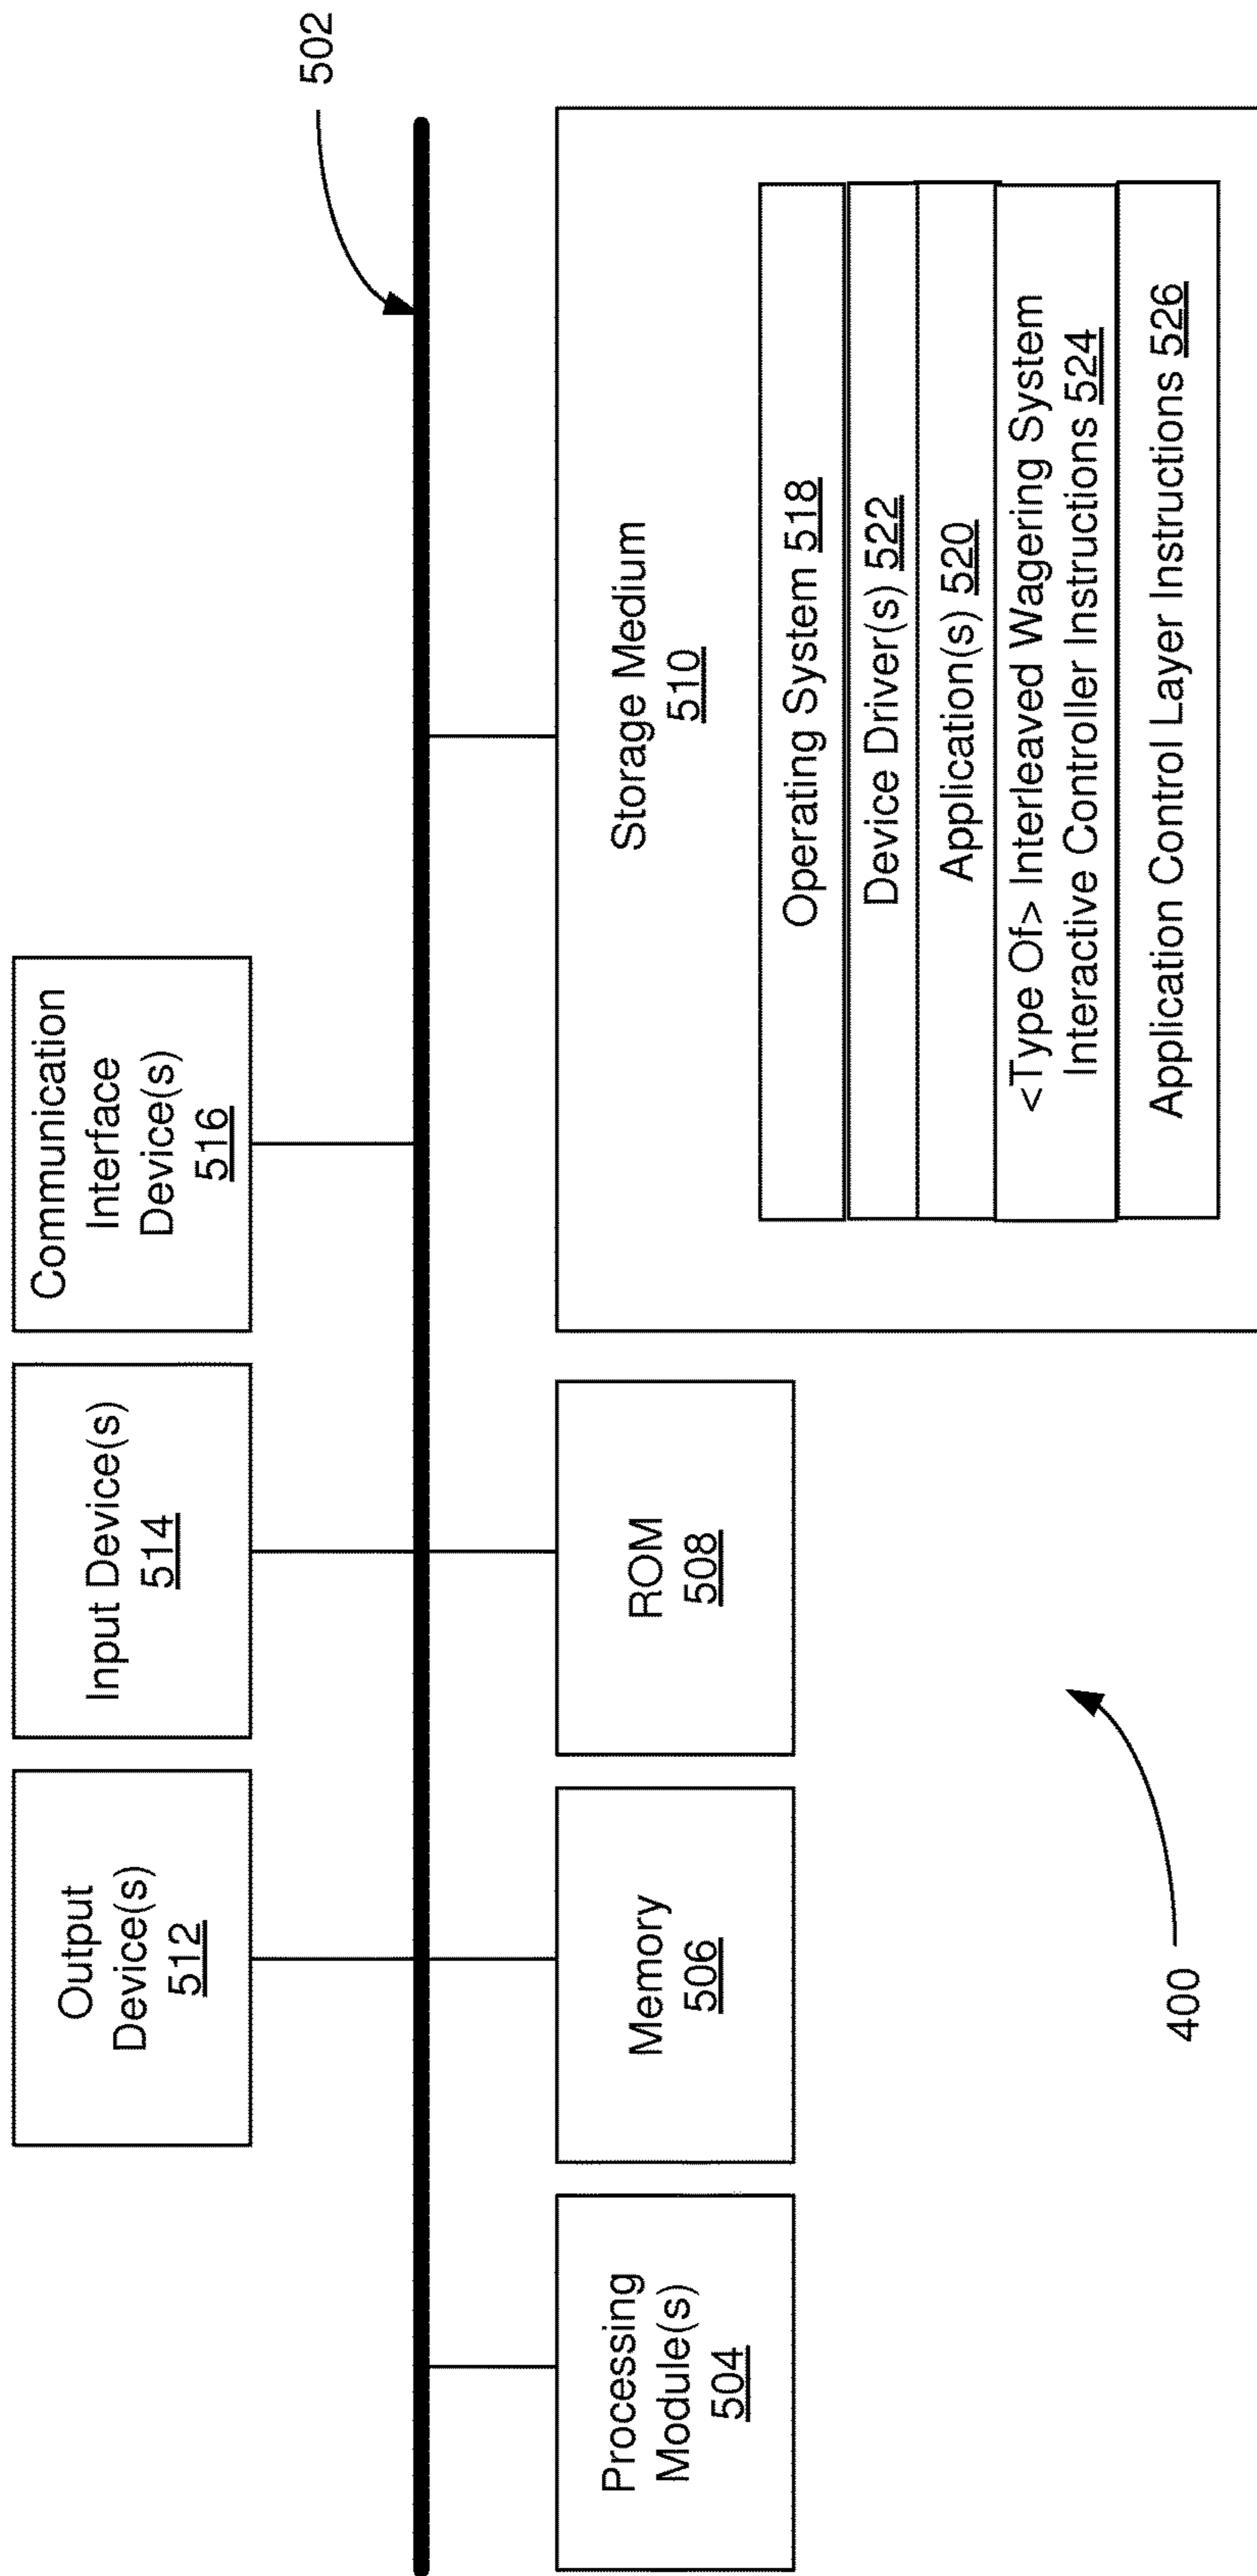 502
Output
Device(s)
512
Input Device(s)
514
Communication
Interface
Device(s)
516
Processing
Module(s)
504
Memory
506
ROM
508
Storage Medium
510
Operating System 518
Device Driver(s) 522
Application(s) 520
<Type Of> Interleaved Wagering System
Interactive Controller Instructions 524
Application Control Layer Instructions 526
400